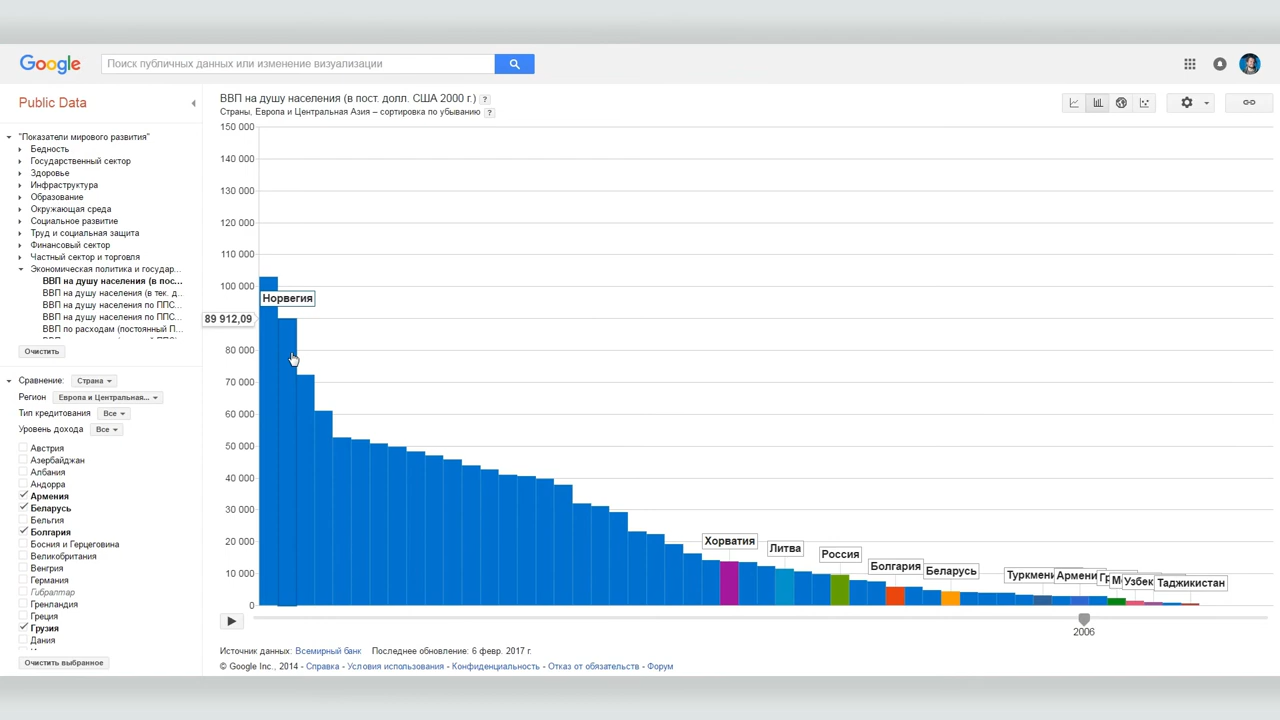 Google
Поиск публичных данных или изменение визуализации
Public Data
"Показатели мирового развития"
Бедность
Государственный сектор
Здоровье
Инфраструктура
Образование
Окружающая среда
Социальное развитие
Труд и социальная защита
Финансовый сектор
Частный сектор и торговля
Экономическая политика и государ...
ВВП на душу населения (в пос...
ВВП на душу населения (в тек. д...
ВВП на душу населения по ППС...
ВВП на душу населения по ППС...
ВВП по расходам (постоянный П...
Очистить
Сравнение: Страна
Регион Европа и Центральная...
Тип кредитования Все
Уровень дохода Все
Австрия
Азербайджан
Албания
Андорра
Армения
Беларусь
Бельгия
Болгария
Босния и Герцеговина
Великобритания
Венгрия
Германия
Гибралтар
Гренландия
Греция
Грузия
Дания
Очистить выбранное
ВВП на душу населения (в пост. долл. США 2000 г.) ?
Страны, Европа и Центральная Азия – сортировка по убыванию ?
150 000
140 000
130 000
120 000
110 000
100 000
Норвегия
89 912,09
80 000
70 000
60 000
50 000
40 000
30 000
20 000
10 000
0
Хорватия
Литва
Россия
Болгария
Беларусь
Туркмени
Армени
Узбек
Таджикистан
2006
Источник данных: Всемирный банк Последнее обновление: 6 февр. 2017 г.
© Google Inc., 2014 - Справка - Условия использования - Конфиденциальность - Отказ от обязательств - Форум